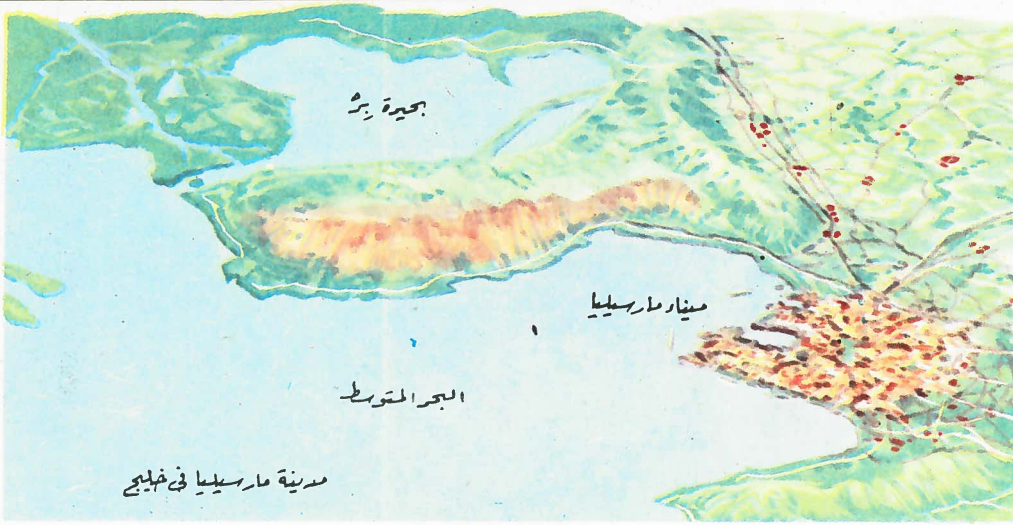 بحيرة برْ
ميناء مارسيليا
البحر المتوسط
مدينة مارسيليا في خليج